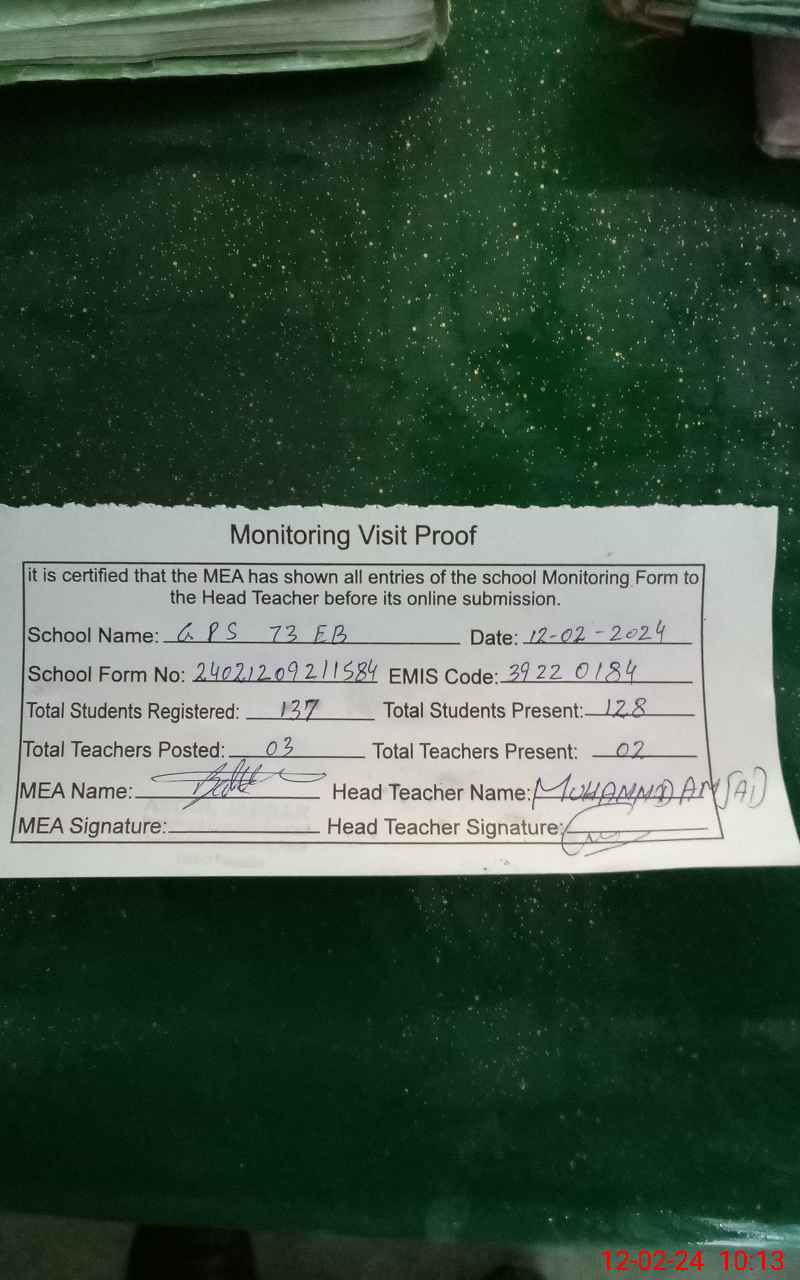 Monitoring Visit Proof
it is certified that the MEA has shown all entries of the school Monitoring Form to
the Head Teacher before its online submission.
School Name: GPS 73 EB Date: 12-02-2024
School Form No: 24021209211584 EMIS Code: 3922 0184
Total Students Registered: 137 Total Students Present: 128
Total Teachers Posted: 03 Total Teachers Present: 02
MEA Name: Head Teacher Name: MUHAMMAD
MEA Signature: Head Teacher Signature:
12-02-24 10:13